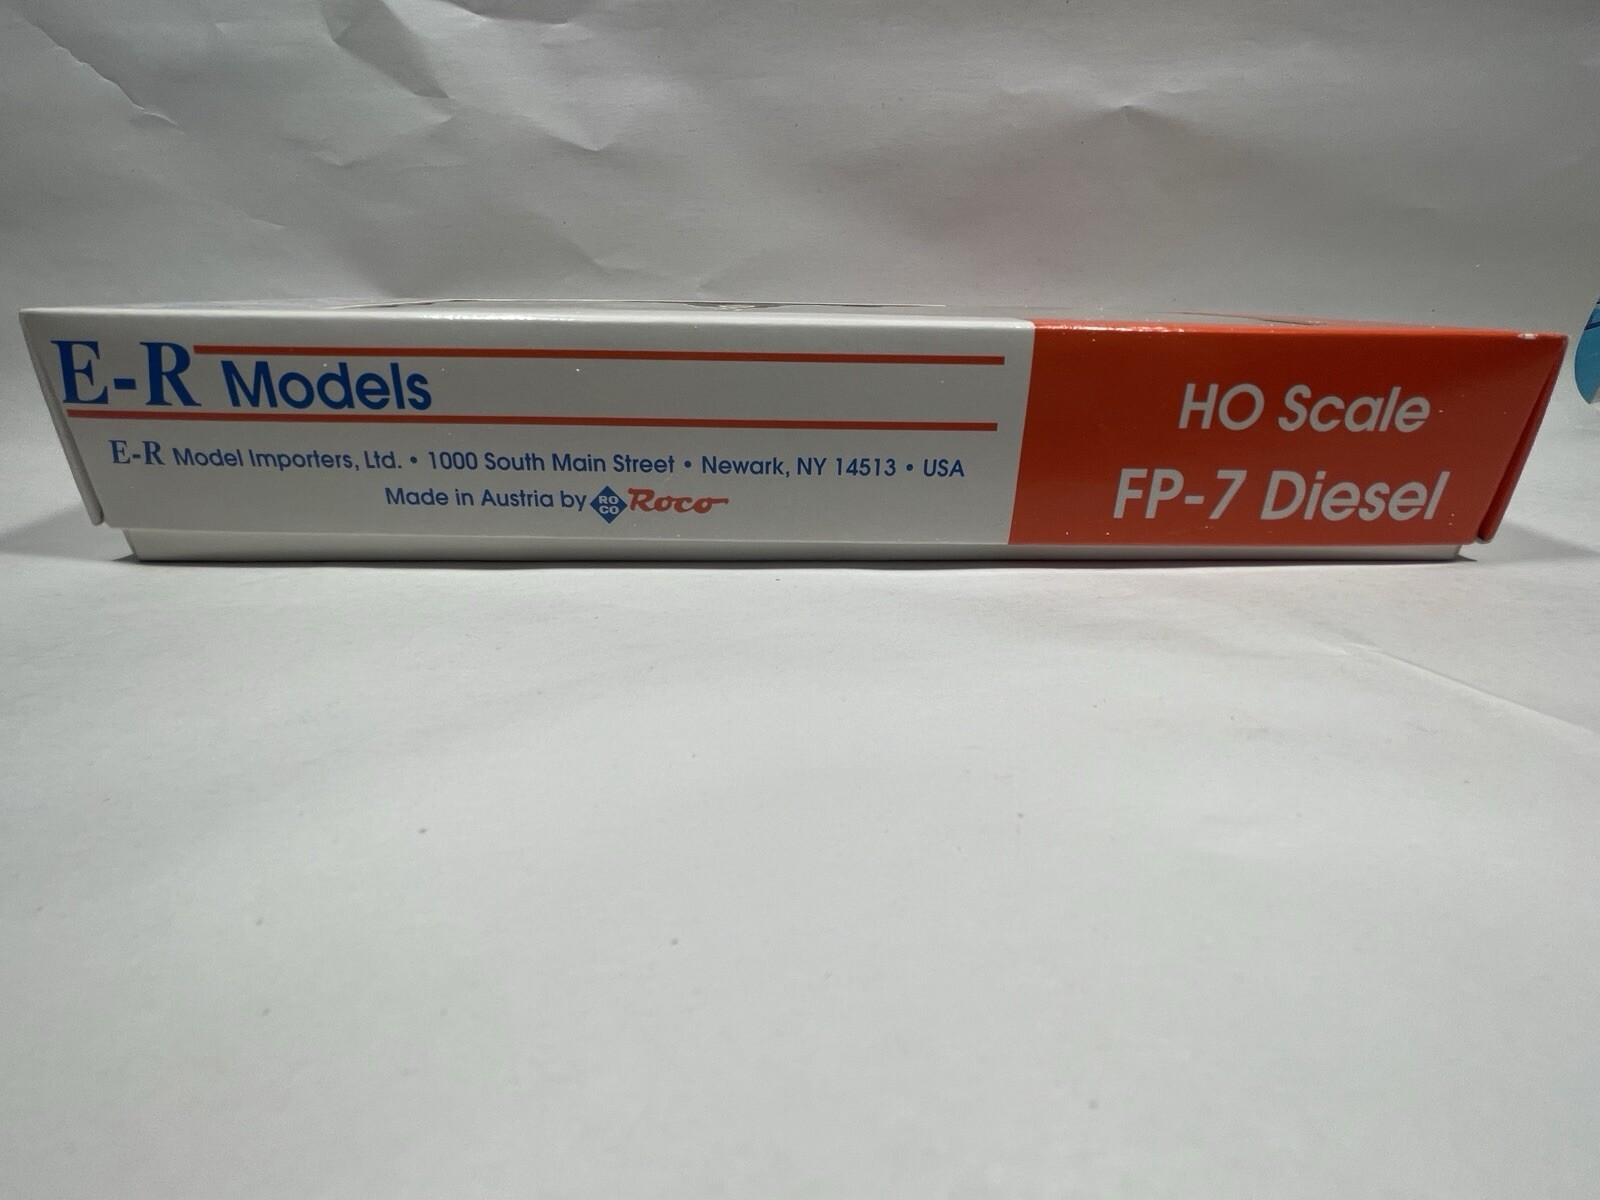 E-R Models
E-R Model Importers, Ltd. • 1000 South Main Street • Newark, NY 14513 • USA
Made in Austria by RO CO Roco
HO Scale
FP-7 Diesel